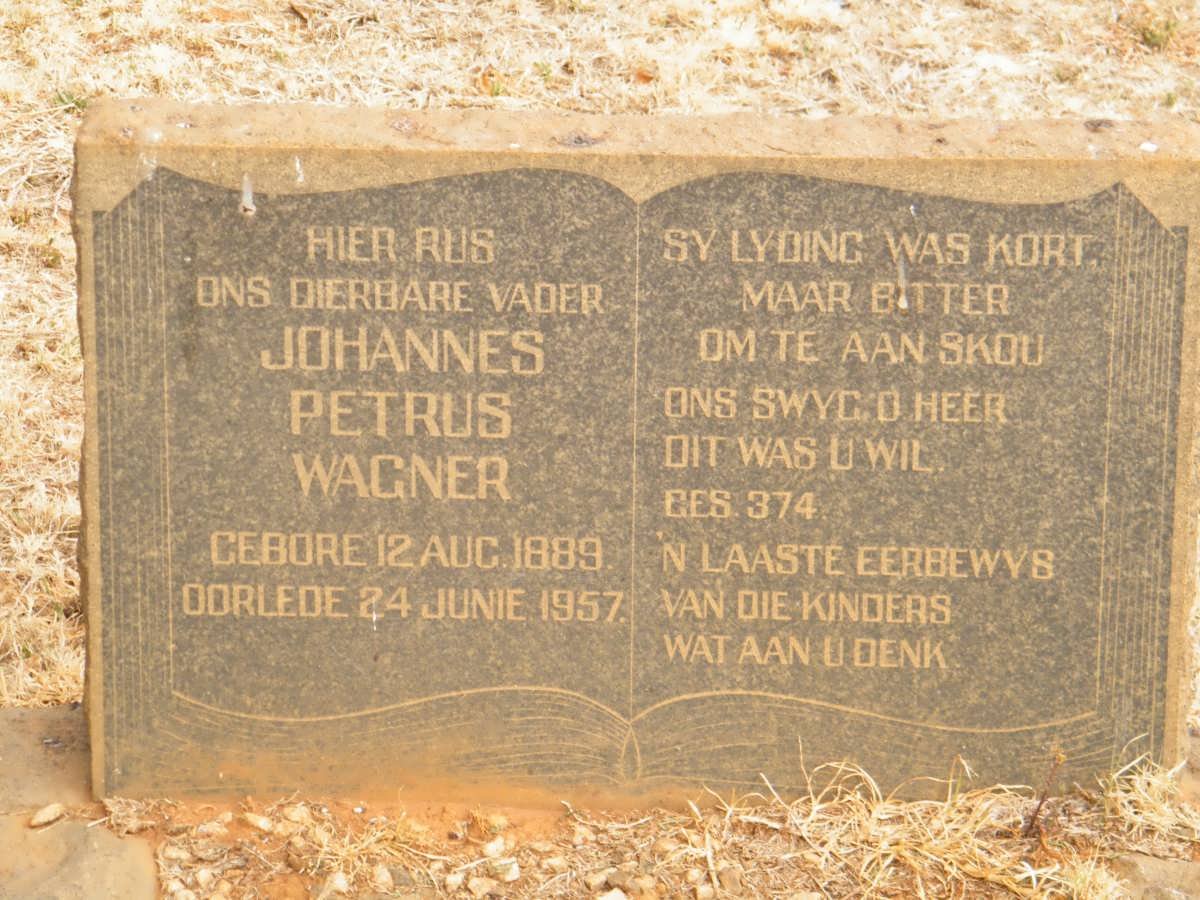 HIER RUS
ONS DIERBARE VADER
JOHANNES
PETRUS
WAGNER
GEBORE 12 AUG. 1889.
OORLEDE 24 JUNIE 1957.
SY LYDING WAS KORT,
MAAR BITTER
OM TE AAN SKOU
ONS SWYG O HEER
DIT WAS U WIL.
GES. 374.
'N LAASTE EERBEWYS
VAN DIE KINDERS
WAT AAN U DENK.